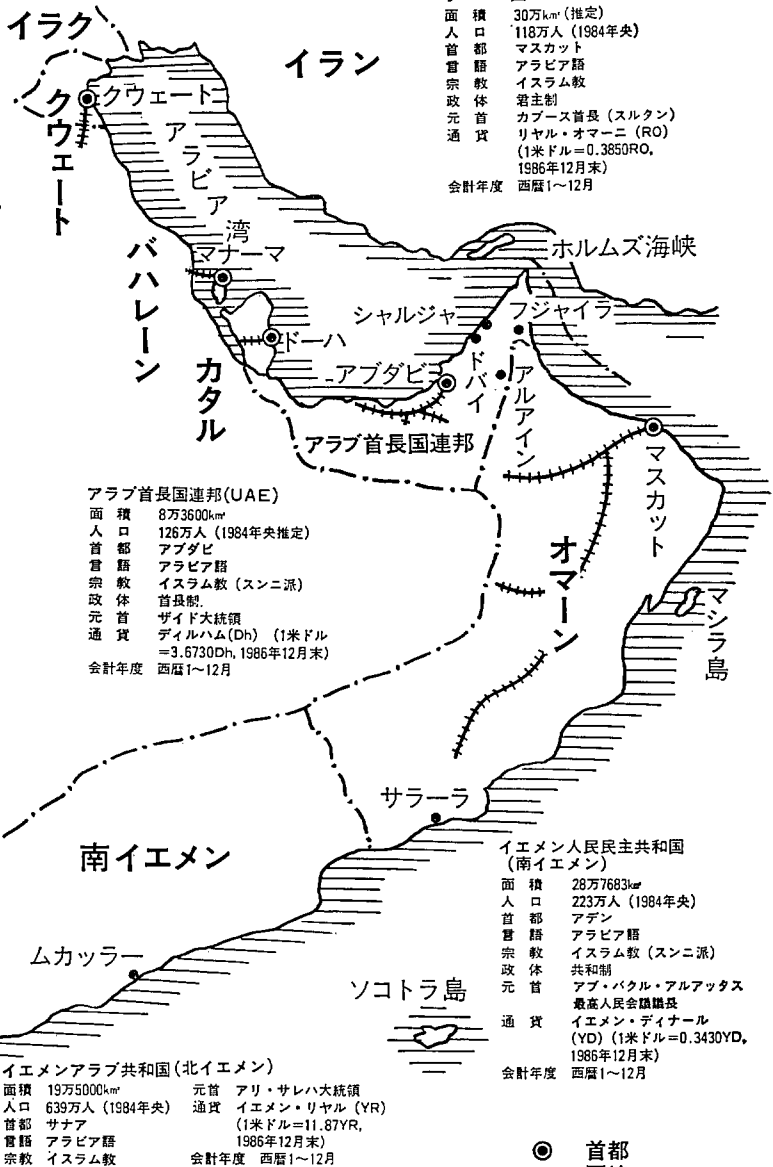 面積 30万km²(推定)
人口 118万人(1984年央)
首都 マスカット
言語 アラビア語
宗教 イスラム教
政体 君主制
元首 カブース首長(スルタン)
通貨 リヤル・オマーニ(RO)
(1米ドル=0.3850RO,
1986年12月末)
会計年度 西暦1~12月
イラク
イラン
クウェート
クウェート
アラビア湾
ホルムズ海峡
バハレーン
マナーマ
シャルジャ
フジャイラ
ドーハ
カタル
アブダビ
ドバイ
アルアイン
アラブ首長国連邦
マスカット
アラブ首長国連邦(UAE)
面積 8万3600km²
人口 126万人(1984年央推定)
首都 アブダビ
言語 アラビア語
宗教 イスラム教(スンニ派)
政体 首長制.
元首 ザイド大統領
通貨 ディルハム(Dh) (1米ドル
=3.6730Dh, 1986年12月末)
会計年度 西暦1~12月
オマーン
マシラ島
サラーラ
南イエメン
イエメン人民民主共和国
(南イエメン)
面積 28万7683km²
人口 223万人(1984年央)
首都 アデン
言語 アラビア語
宗教 イスラム教(スンニ派)
政体 共和制
元首 アブ・バクル・アルアッタス
最高人民会議議長
通貨 イエメン・ディナール
(YD)(1米ドル=0.3430YD,
1986年12月末)
会計年度 西暦1~12月
ムカッラー
ソコトラ島
イエメンアラブ共和国(北イエメン)
面積 19万5000km² 元首 アリ・サレハ大統領
人口 639万人(1984年央) 通貨 イエメン・リヤル(YR)
首都 サナア (1米ドル=11.87YR,
言語 アラビア語 1986年12月末)
宗教 イスラム教 会計年度 西暦1~12月
首都